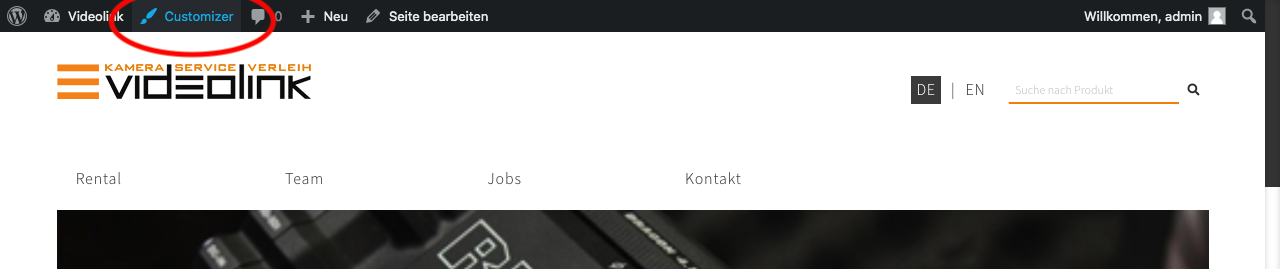 Videolink Customizer 0 Neu Seite bearbeiten Willkommen, admin
KAMERA SERVICE VERLEIH
videolink
DE | EN Suche nach Produkt
Rental Team Jobs Kontakt